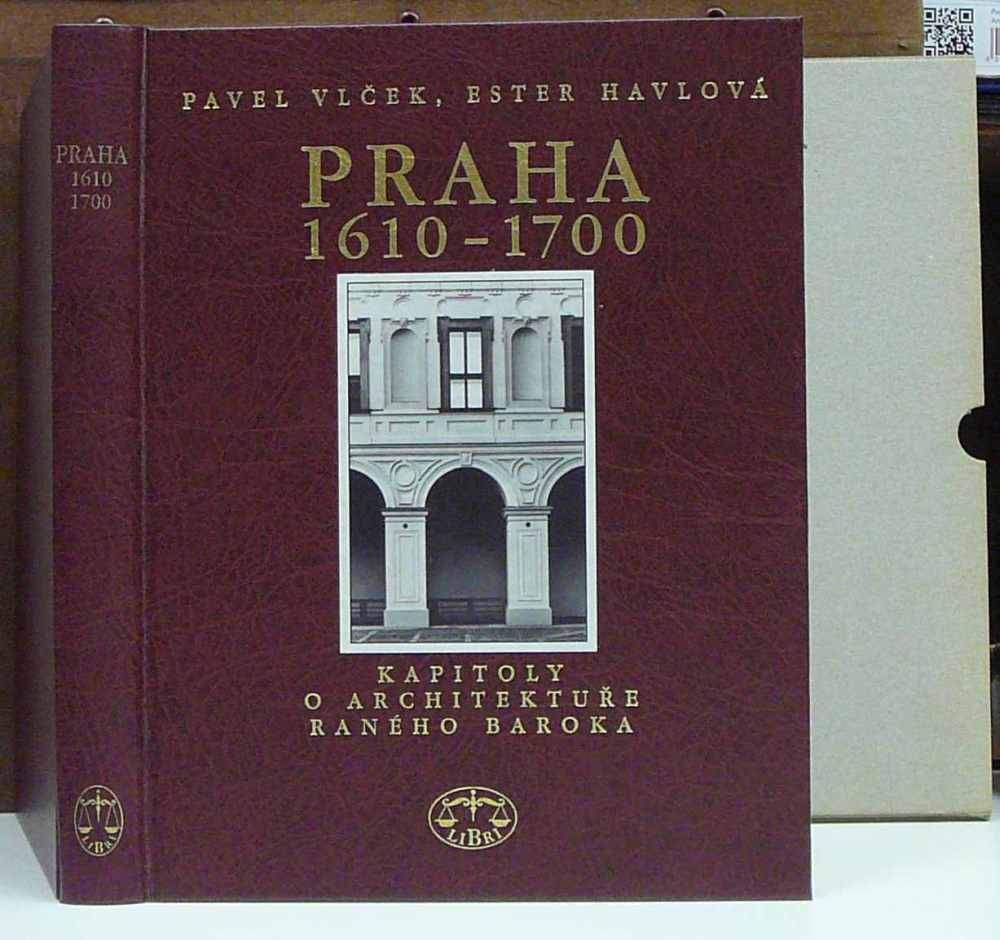 PAVEL VLČEK, ESTER HAVLOVÁ
PRAHA
1610-1700
KAPITOLY
O ARCHITEKTUŘE
RANÉHO BAROKA
LIBRI
PRAHA
1610
1700
LIBRI